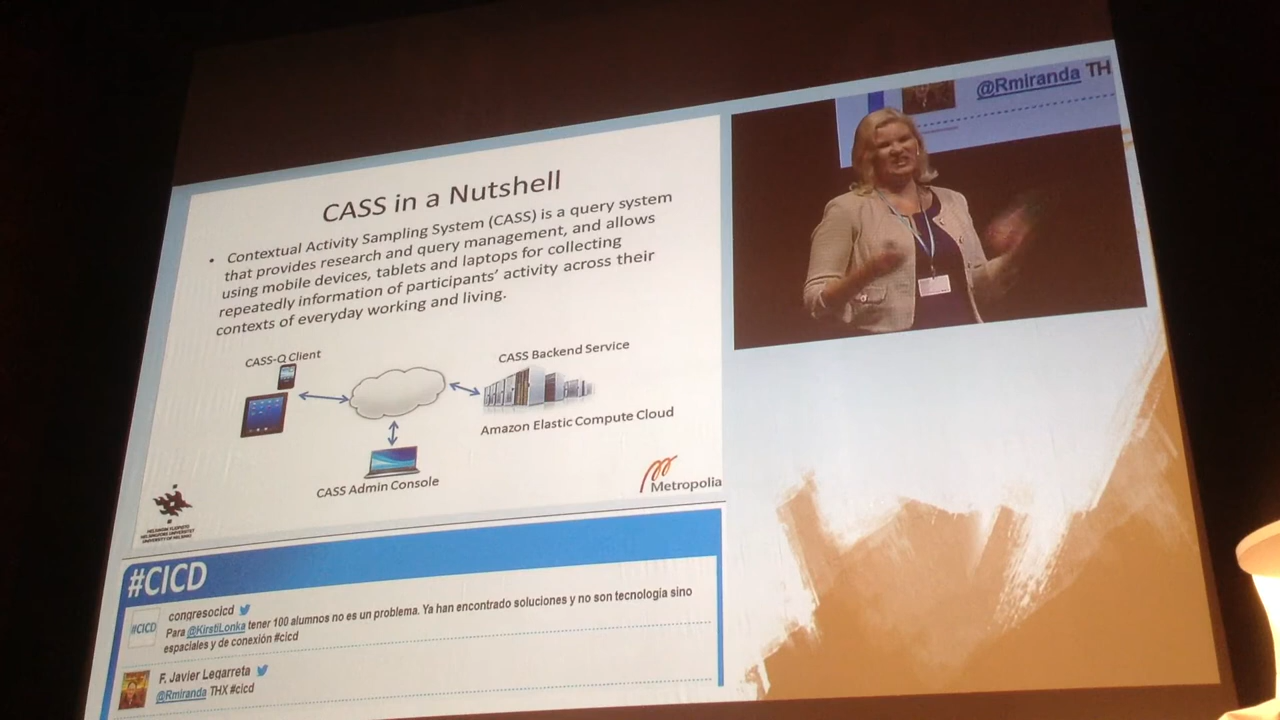 CASS in a Nutshell
• Contextual Activity Sampling System (CASS) is a query system
that provides research and query management, and allows
using mobile devices, tablets and laptops for collecting
repeatedly information of participants' activity across their
contexts of everyday working and living.
CASS-Q Client
CASS Backend Service
Amazon Elastic Compute Cloud
CASS Admin Console
Metropolia
HELSINGIN YLIOPISTO
HELSINGFORS UNIVERSITET
UNIVERSITY OF HELSINKI
@Rmiranda TH
#CICD
#CICD
congresocicd
Para @KirstiLonka tener 100 alumnos no es un problema. Ya han encontrado soluciones y no son tecnología sino
espaciales y de conexión #cicd
F. Javier Legarreta
@Rmiranda THX #cicd